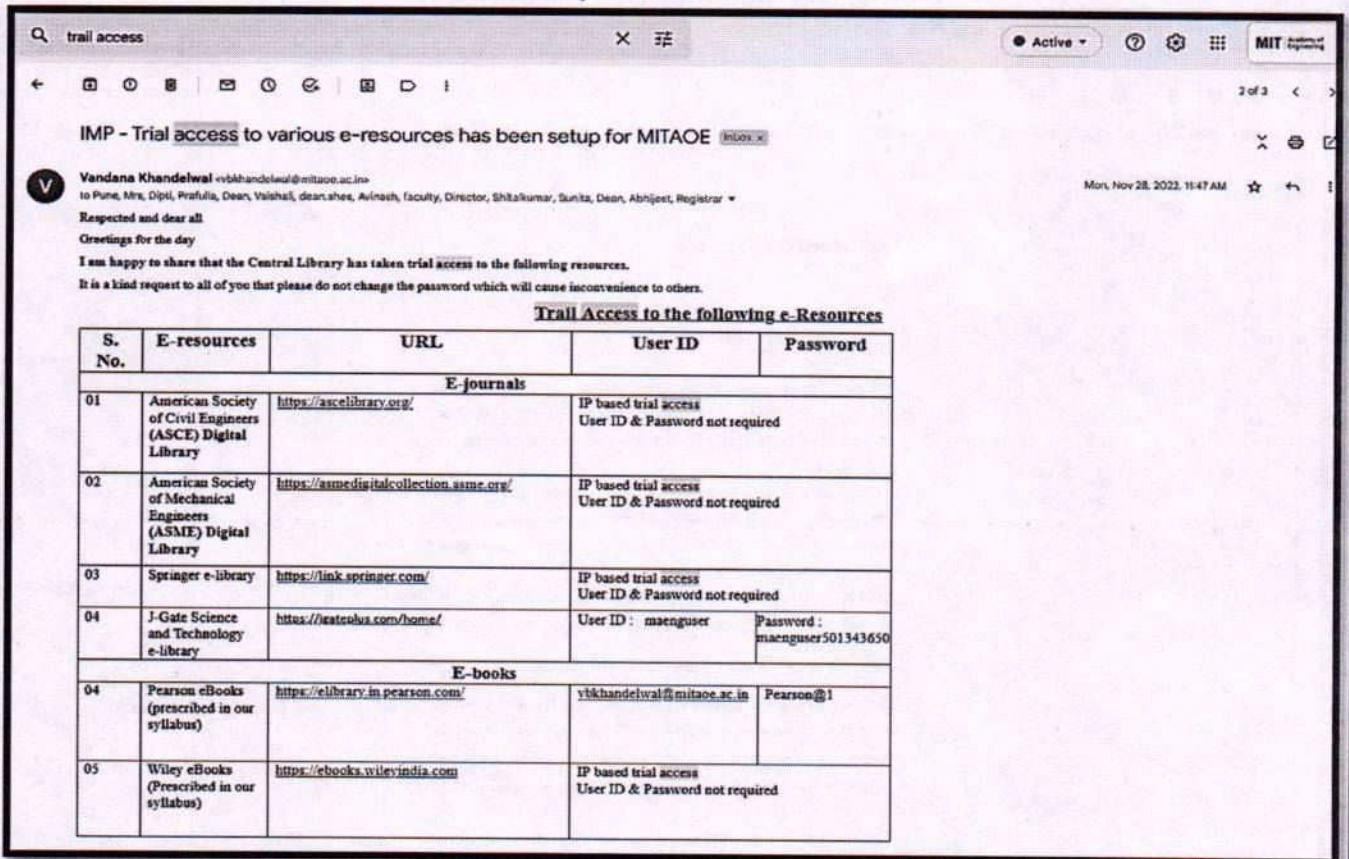 trail access
Active
MIT
2 of 3
IMP - Trial access to various e-resources has been setup for MITAOE Inbox x
Vandana Khandelwal <vbkhandelwal@mitaoe.ac.in>
Mon, Nov 28, 2022, 11:47 AM
to Pune, Mrs, Dipti, Prafulla, Dean, Vaishali, dean.shes, Avinash, faculty, Director, Shitalkumar, Sunita, Dean, Abhijeet, Registrar
Respected and dear all
Greetings for the day
I am happy to share that the Central Library has taken trial access to the following resources.
It is a kind request to all of you that please do not change the password which will cause inconvenience to others.
Trail Access to the following e-Resources
S. No. E-resources URL User ID Password
E-journals
01 American Society of Civil Engineers (ASCE) Digital Library https://ascelibrary.org/ IP based trial access User ID & Password not required
02 American Society of Mechanical Engineers (ASME) Digital Library https://asmedigitalcollection.asme.org/ IP based trial access User ID & Password not required
03 Springer e-library https://link.springer.com/ IP based trial access User ID & Password not required
04 J-Gate Science and Technology e-library https://jgateplus.com/home/ User ID : maenguser Password : maenguser501343650
E-books
04 Pearson eBooks (prescribed in our syllabus) https://elibrary.in.pearson.com/ vbkhandelwal@mitaoe.ac.in Pearson@1
05 Wiley eBooks (Prescribed in our syllabus) https://ebooks.wileyindia.com IP based trial access User ID & Password not required